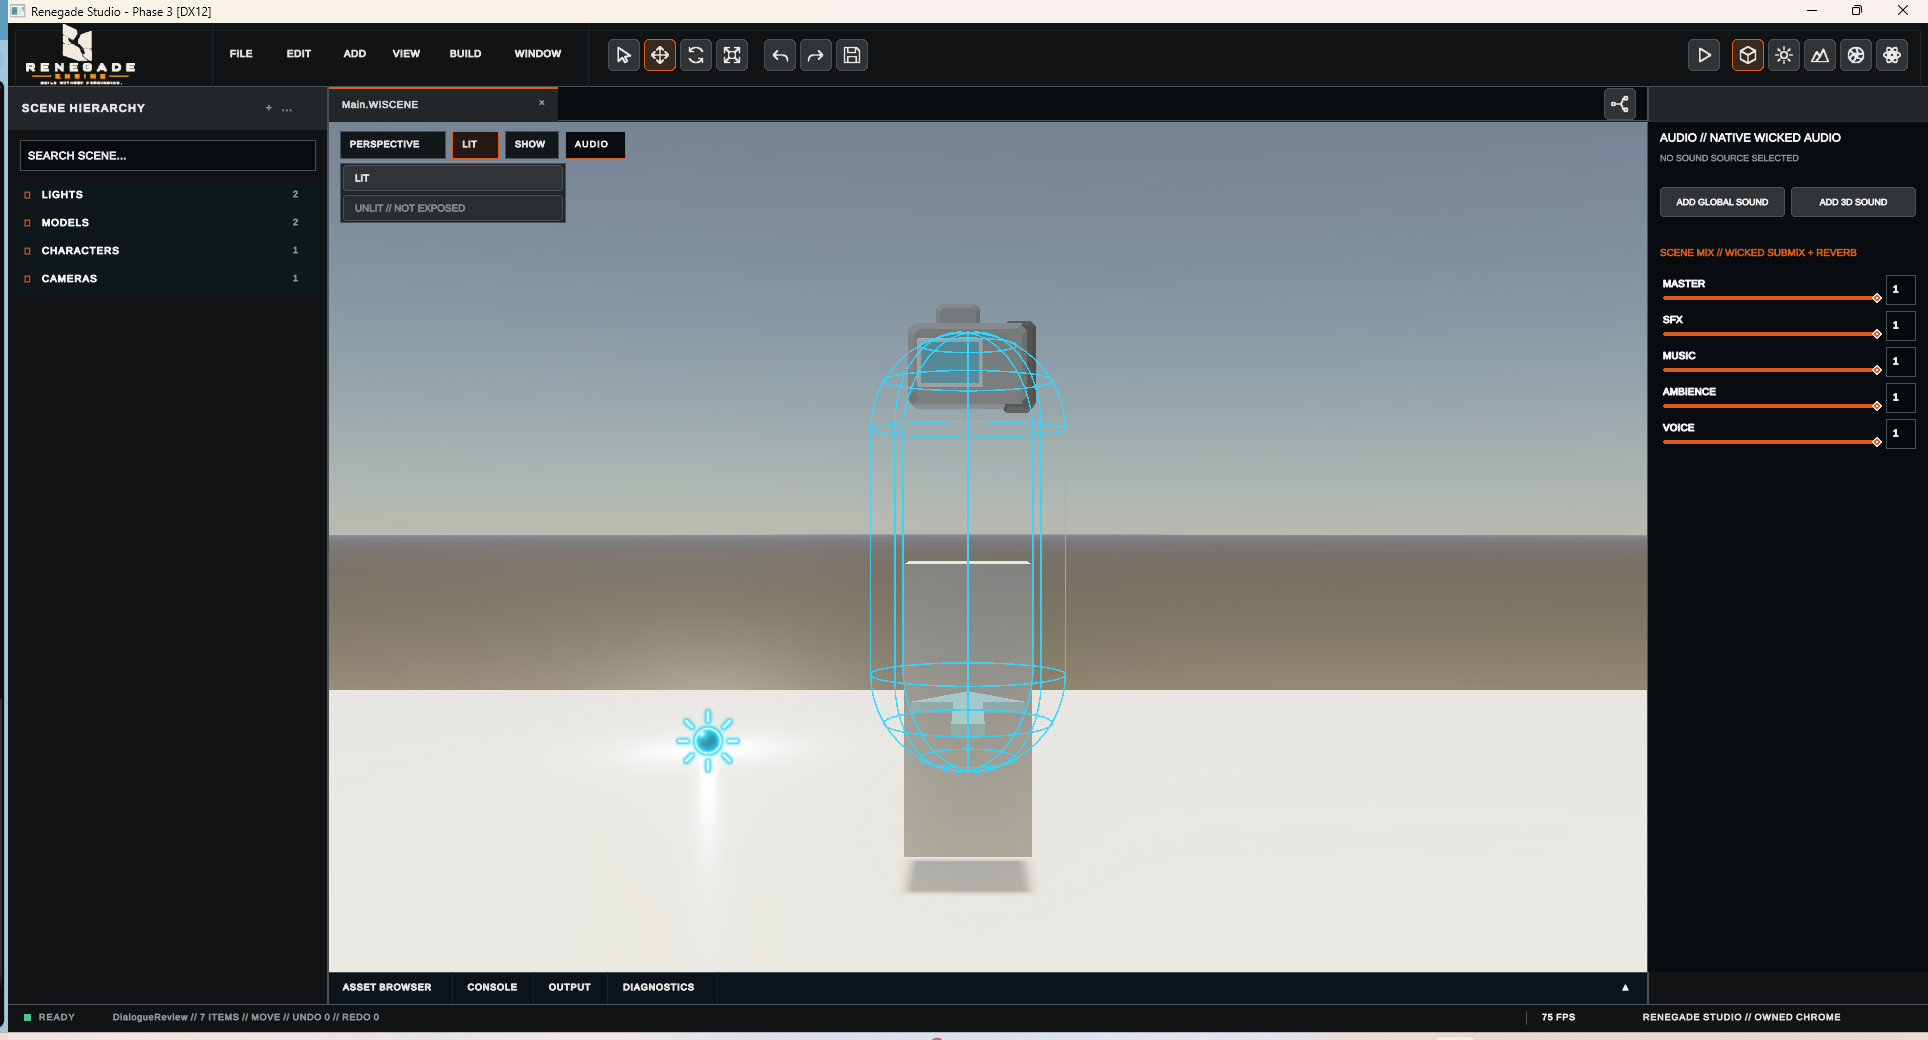 Renegade Studio - Phase 3 [DX12]
RENEGADE
ENGINE
BUILD WITHOUT PERMISSION.
FILE EDIT ADD VIEW BUILD WINDOW
SCENE HIERARCHY + ...
Main.WISCENE ×
SEARCH SCENE...
LIGHTS 2
MODELS 2
CHARACTERS 1
CAMERAS 1
PERSPECTIVE LIT SHOW AUDIO
LIT
UNLIT // NOT EXPOSED
AUDIO // NATIVE WICKED AUDIO
NO SOUND SOURCE SELECTED
ADD GLOBAL SOUND ADD 3D SOUND
SCENE MIX // WICKED SUBMIX + REVERB
MASTER 1
SFX 1
MUSIC 1
AMBIENCE 1
VOICE 1
ASSET BROWSER CONSOLE OUTPUT DIAGNOSTICS ▲
READY DialogueReview // 7 ITEMS // MOVE // UNDO 0 // REDO 0 75 FPS RENEGADE STUDIO // OWNED CHROME